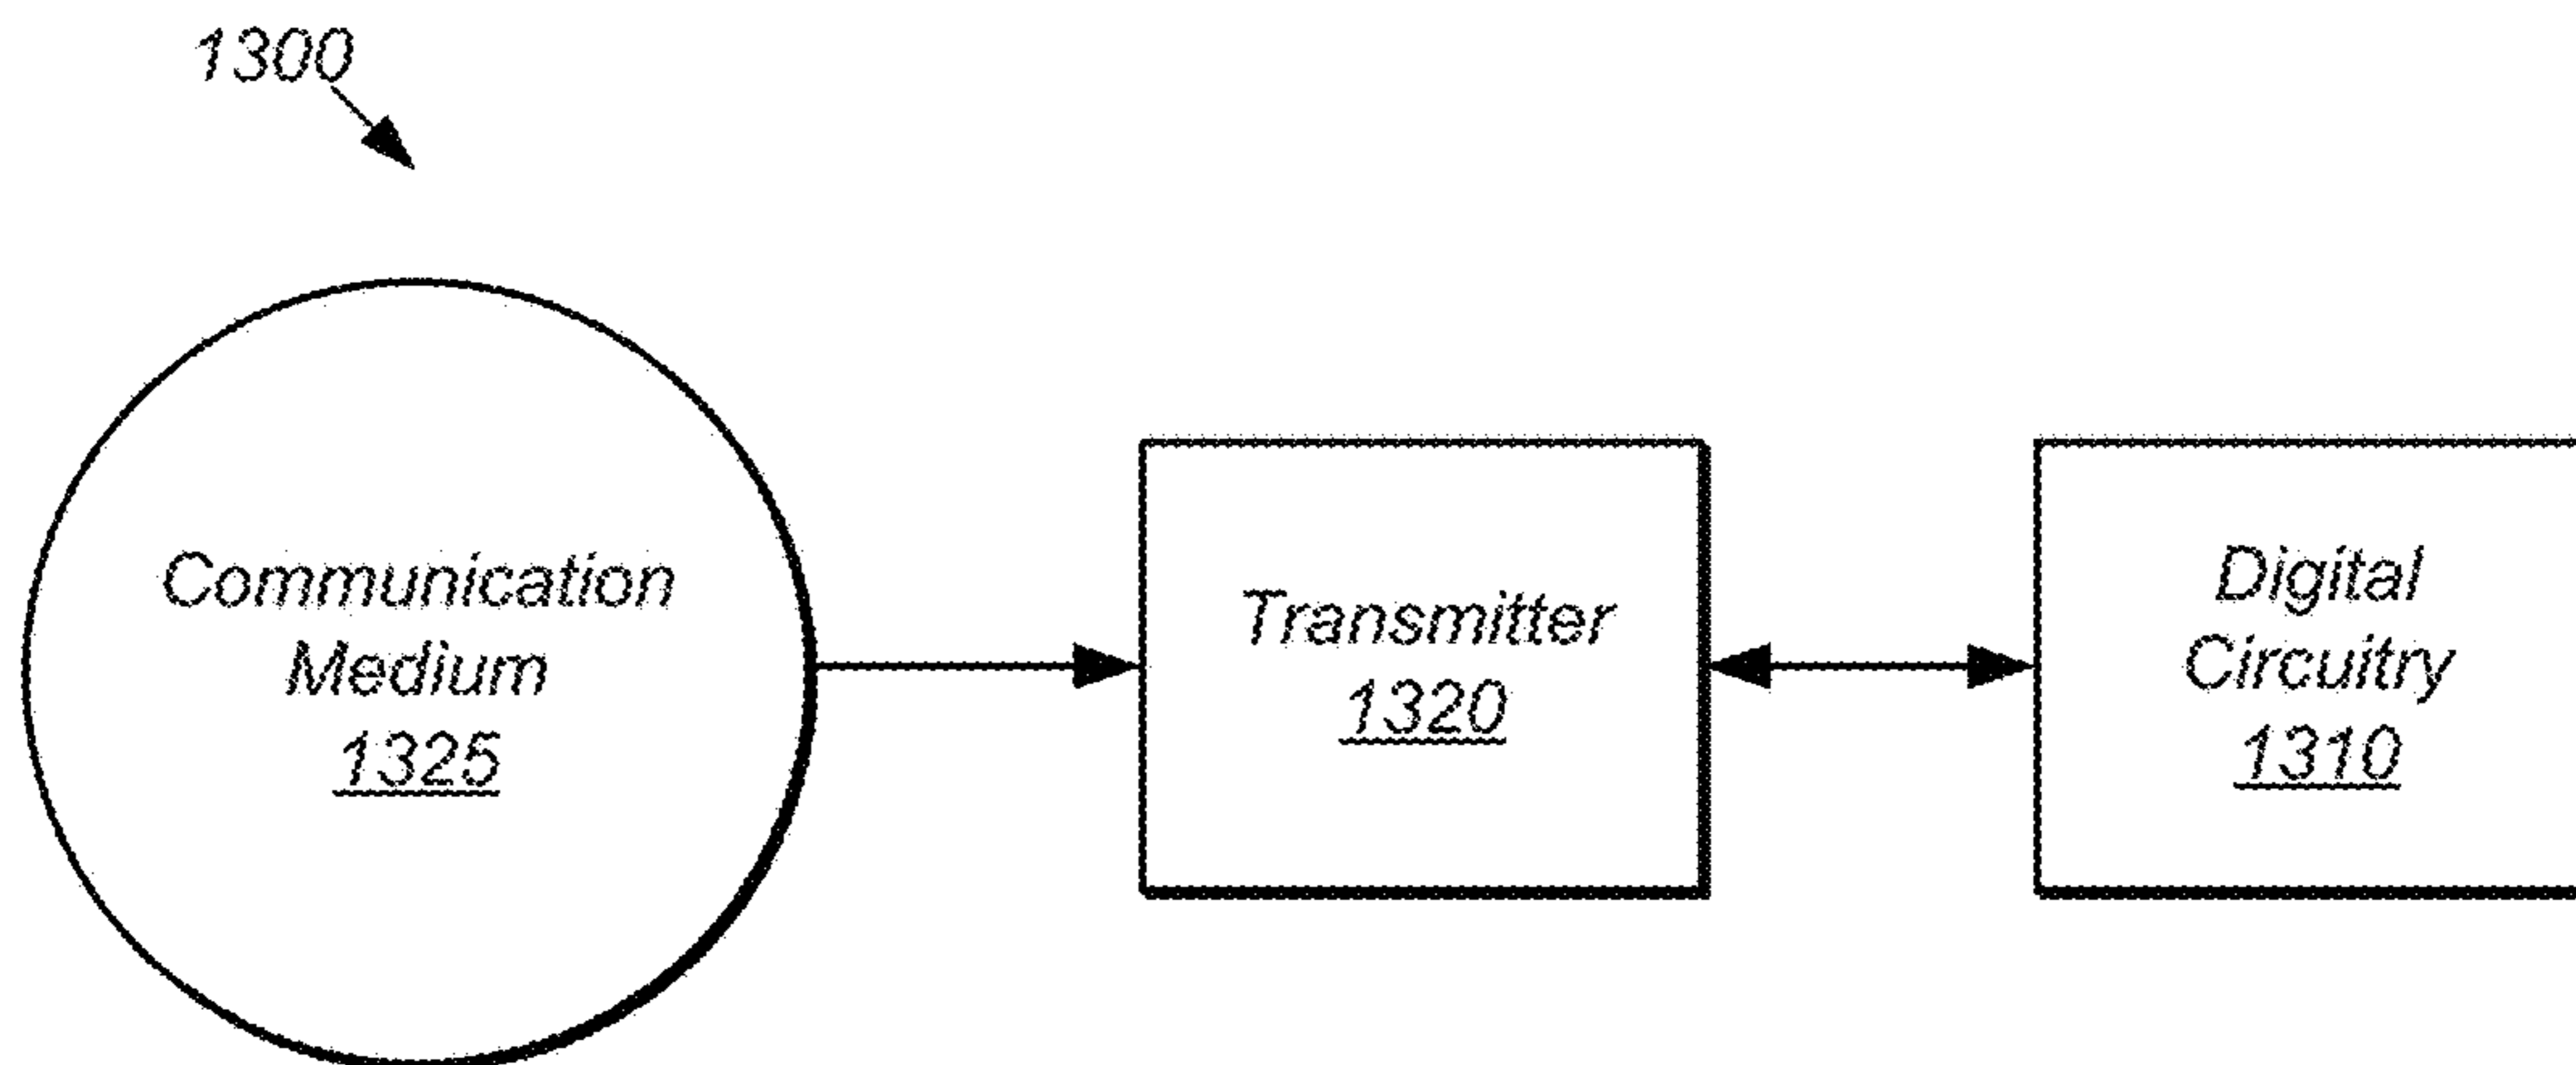 1300
Communication
Medium
1325
Transmitter
1320
Digital
Circuitry
1310